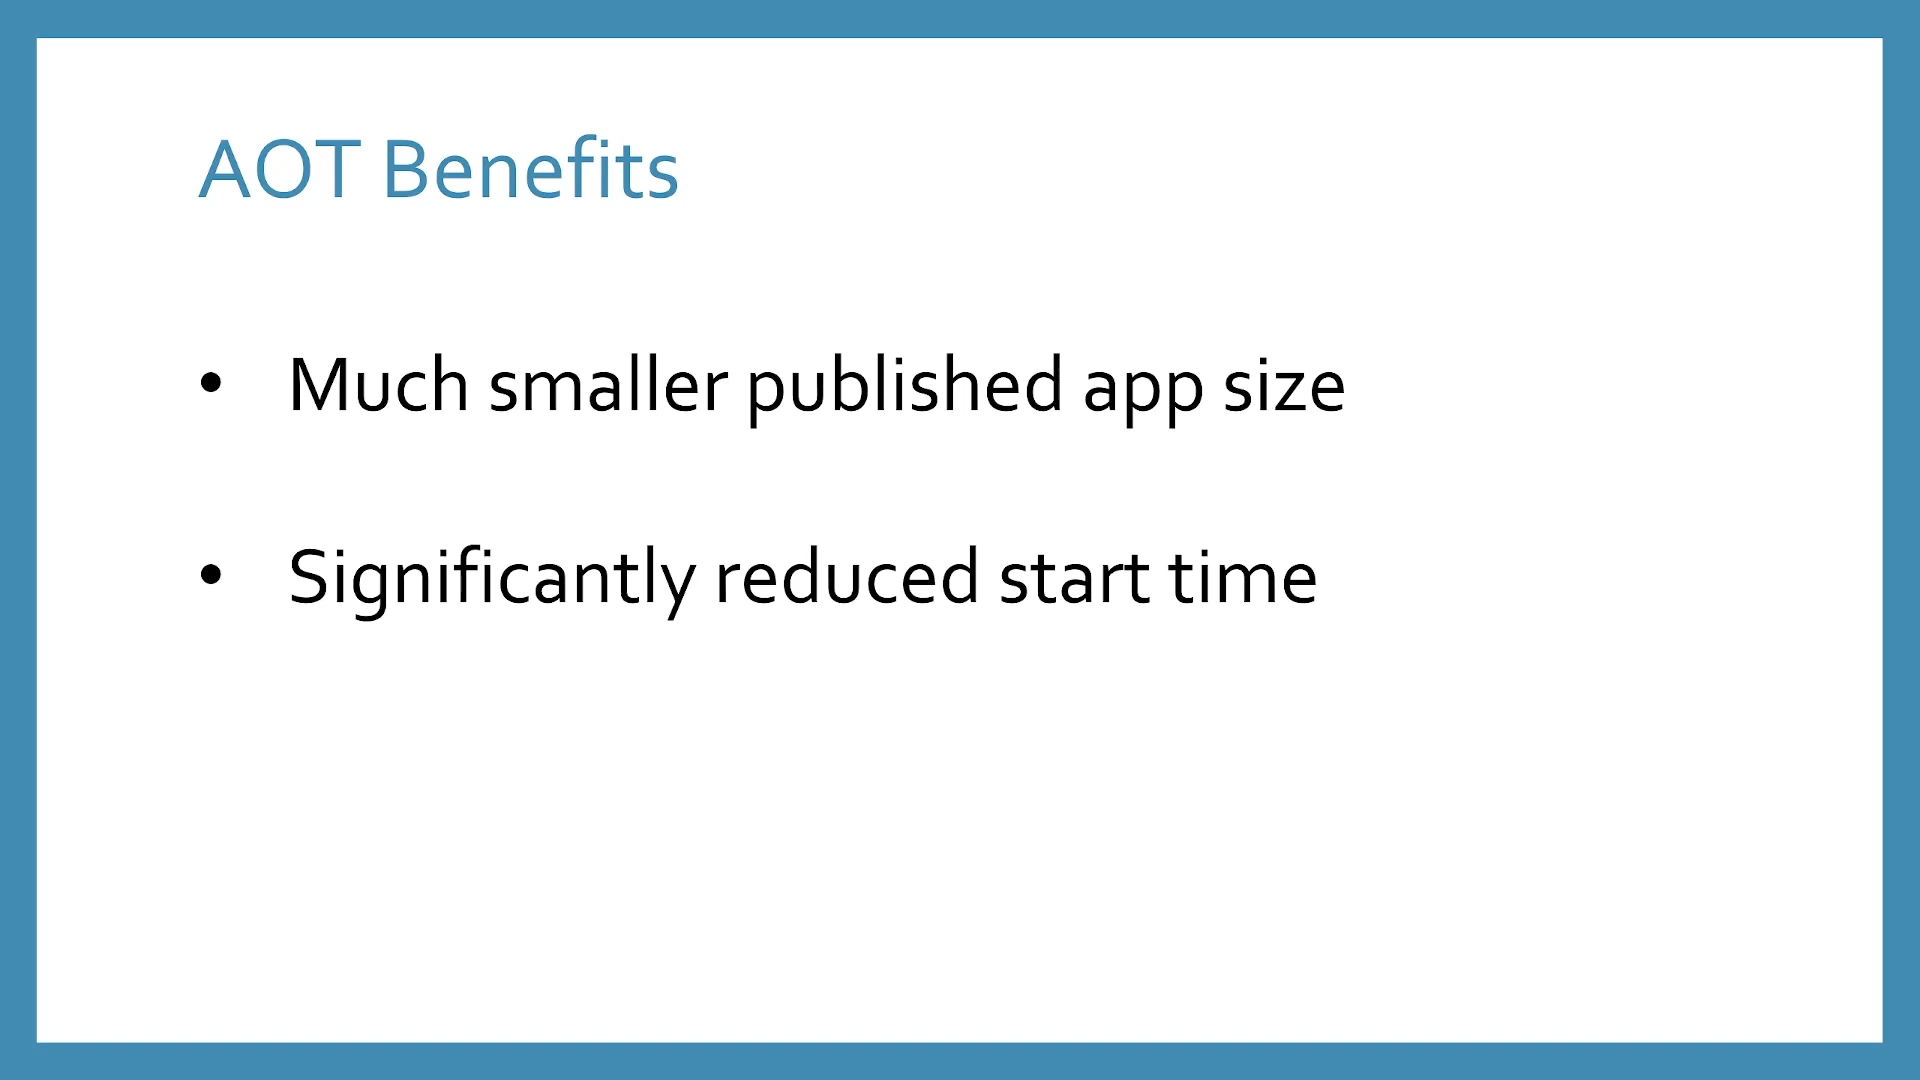 AOT Benefits
• Much smaller published app size
• Significantly reduced start time